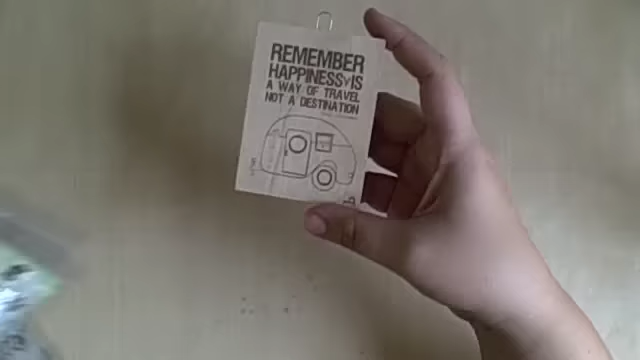 REMEMBER
HAPPINESS IS
A WAY OF TRAVEL
NOT A DESTINATION